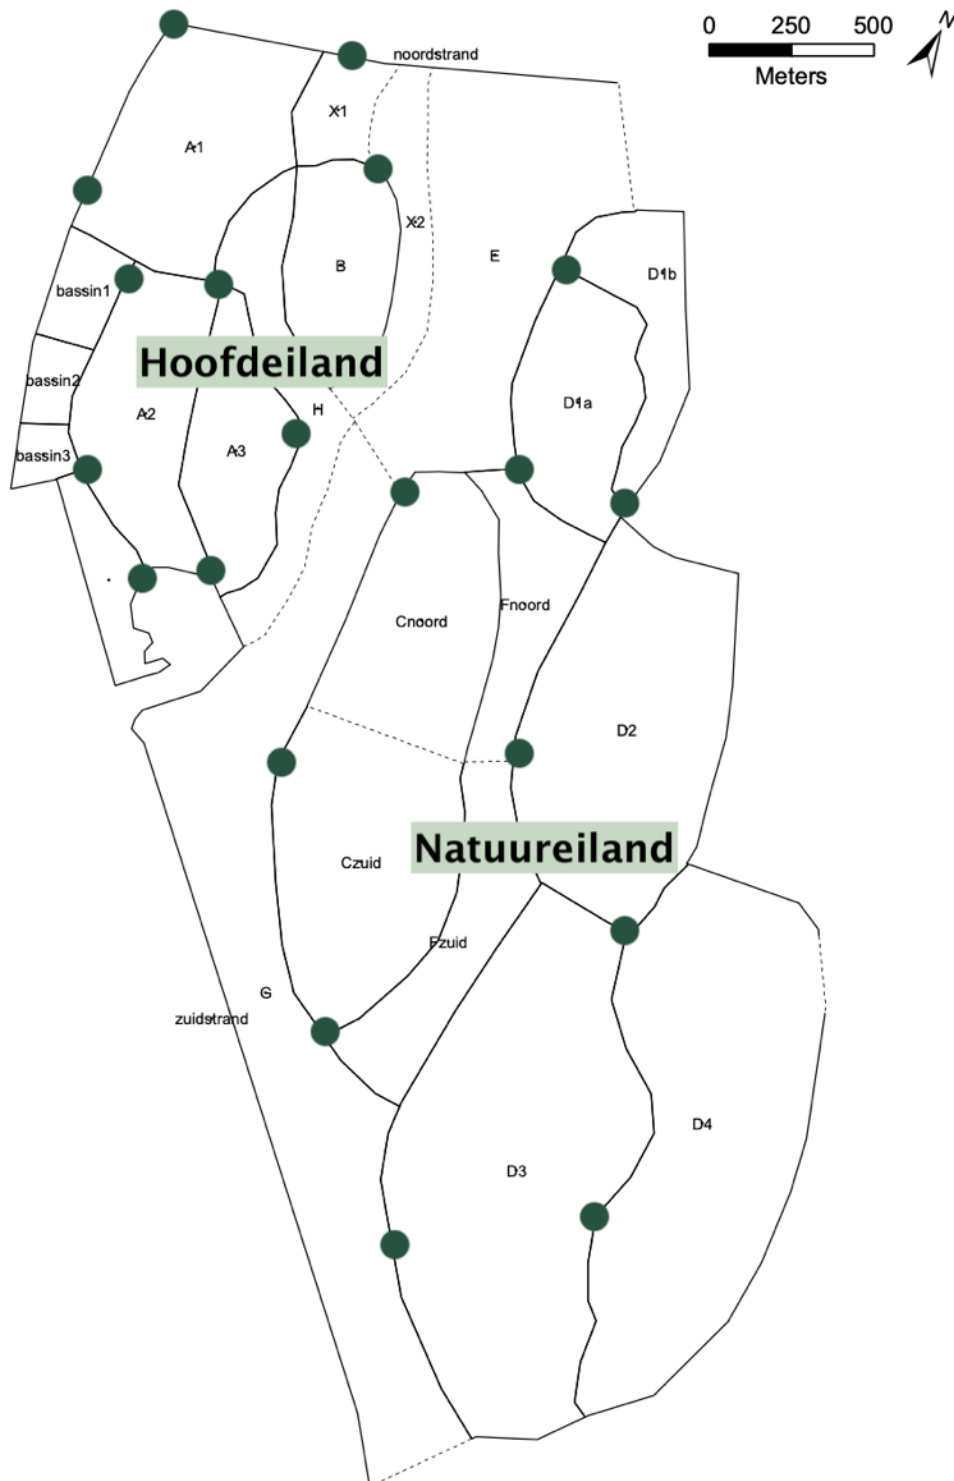 0 250 500
N
Meters
noordstrand
X1
A1
X2
E
B
D1b
bassin1
Hoofdeiland
bassin2
A2
H
D1a
A3
bassin3
Fnoord
Cnoord
D2
Natuureiland
Czuid
Fzuid
G
zuidstrand
D4
D3